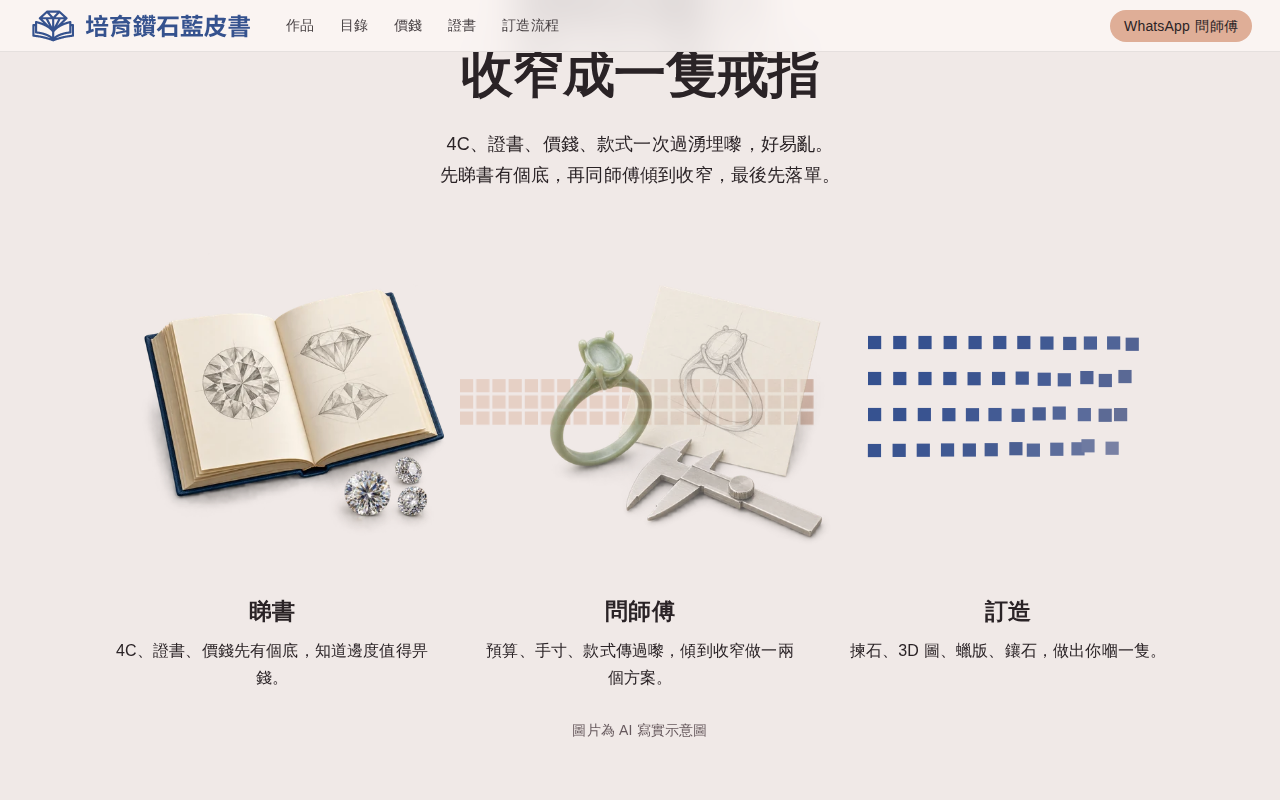 培育鑽石藍皮書
作品
目錄
價錢
證書
訂造流程
WhatsApp 問師傅
收窄成一隻戒指
4C、證書、價錢、款式一次過湧埋嚟，好易亂。
先睇書有個底，再同師傅傾到收窄，最後先落單。
睇書
4C、證書、價錢先有個底，知道邊度值得畀
錢。
問師傅
預算、手寸、款式傳過嚟，傾到收窄做一兩
個方案。
訂造
揀石、3D 圖、蠟版、鑲石，做出你嗰一隻。
圖片為 AI 寫實示意圖